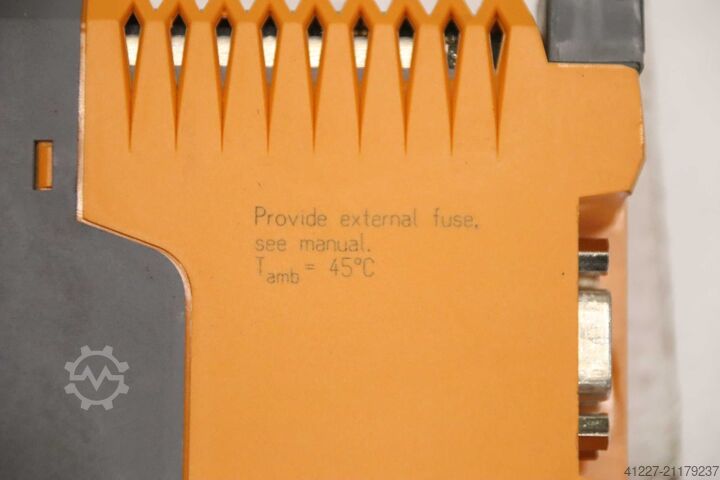 Provide external fuse,
see manual.
Tamb = 45°C
41227-21179237